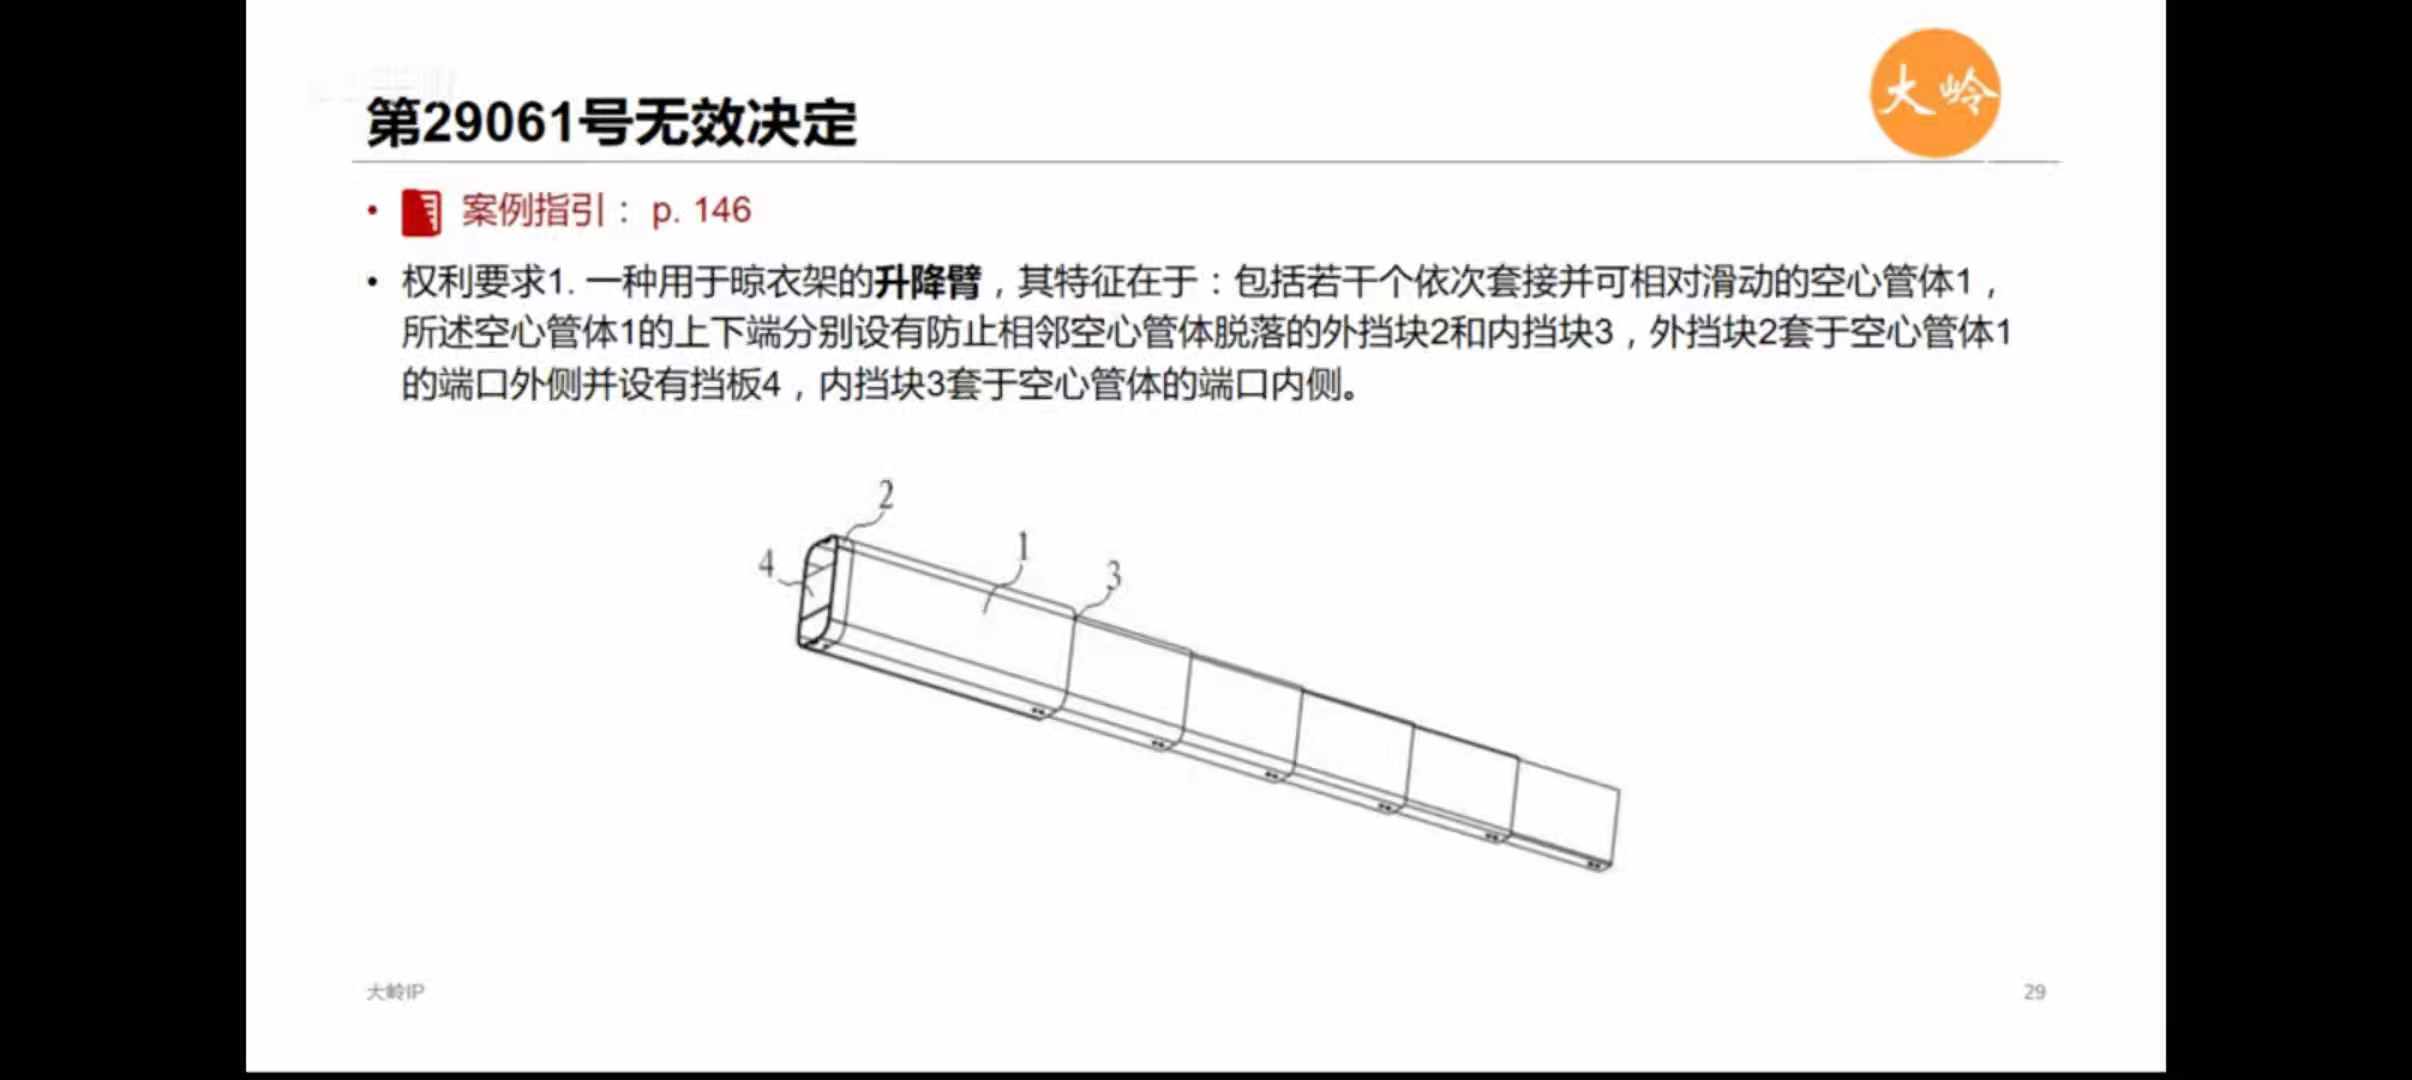 大岭
第29061号无效决定
• 案例指引： p. 146
• 权利要求1. 一种用于晾衣架的升降臂，其特征在于：包括若干个依次套接并可相对滑动的空心管体1，
所述空心管体1的上下端分别设有防止相邻空心管体脱落的外挡块2和内挡块3，外挡块2套于空心管体1
的端口外侧并设有挡板4，内挡块3套于空心管体的端口内侧。
2
1
4
3
大岭IP
29